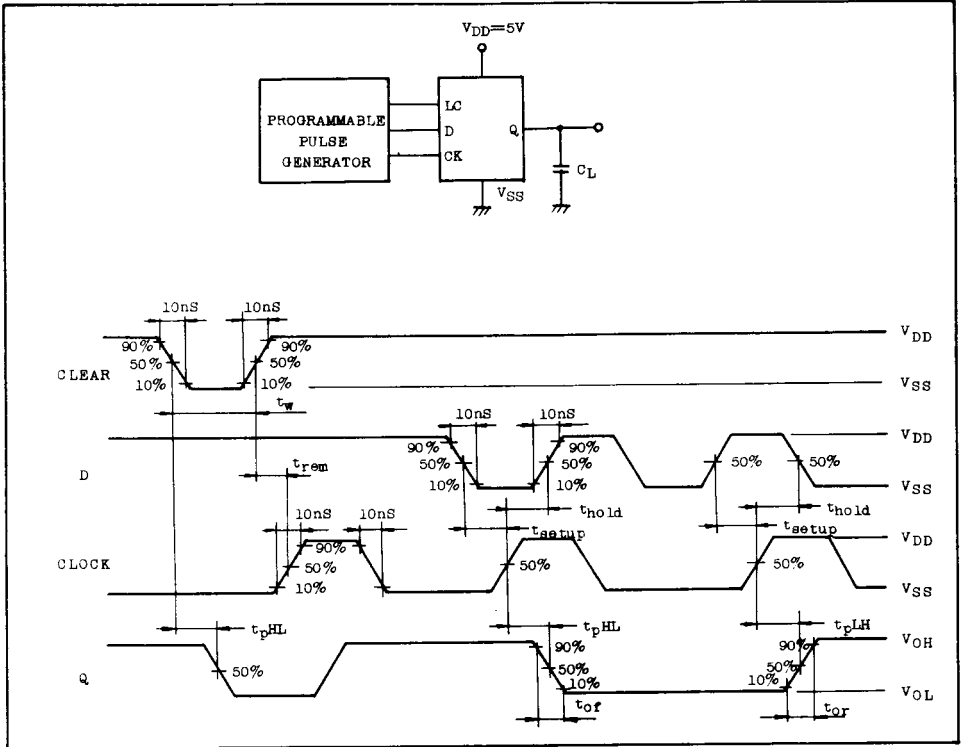 VDD=5V
PROGRAMMABLE
PULSE
GENERATOR
LC
D
CK
Q
VSS
CL
10nS 10nS
90% 90% VDD
50% 50%
CLEAR 10% 10% VSS
tw
10nS 10nS
90% 90% VDD
D trem 50% 50% 50% 50%
10% 10% VSS
thold thold
10nS 10nS tsetup tsetup
90% VDD
CLOCK 50% 50% 50%
10% VSS
tpHL tpHL tpLH
90% 90% VOH
Q 50% 50% 50%
10% 10% VOL
tof tor